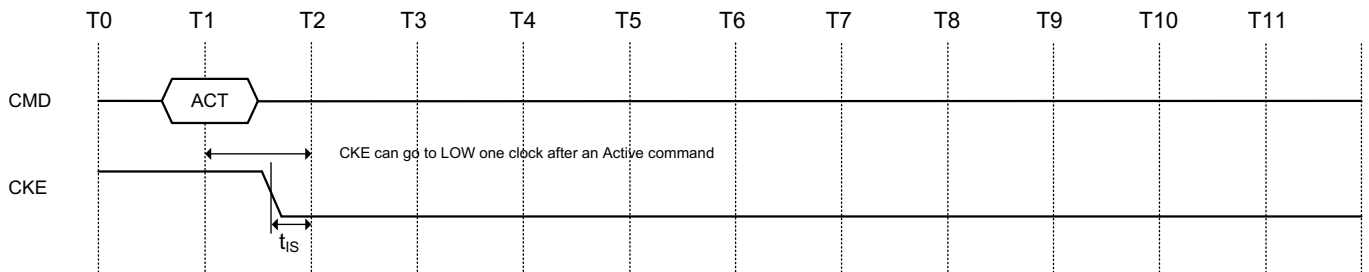 T0 T1 T2 T3 T4 T5 T6 T7 T8 T9 T10 T11
CMD ACT
CKE can go to LOW one clock after an Active command
CKE
tIS